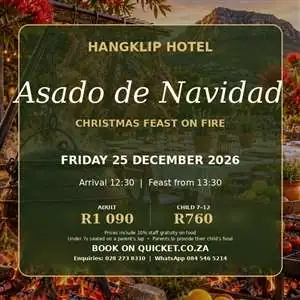 HANGKLIP HOTEL
Asado de Navidad
CHRISTMAS FEAST ON FIRE
FRIDAY 25 DECEMBER 2026
Arrival 12:30 | Feast from 13:30
ADULT CHILD 7–12
R1 090 R760
Prices include 10% staff gratuity on food
Under 7s seated on a parent's lap • Parents to provide their child's food
BOOK ON QUICKET.CO.ZA
Enquiries: 028 273 8310 | WhatsApp 084 546 5214